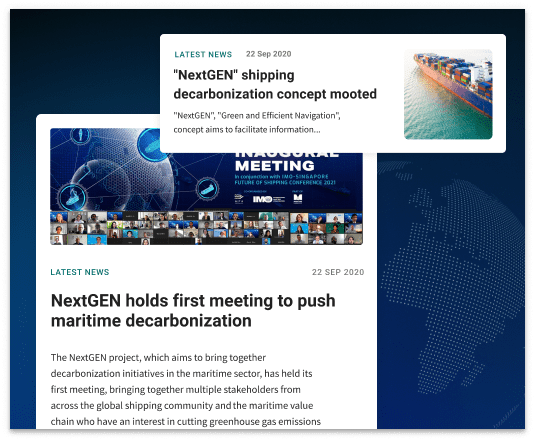 LATEST NEWS 22 Sep 2020
"NextGEN" shipping
decarbonization concept mooted
"NextGEN", "Green and Efficient Navigation",
concept aims to facilitate information...
INAUGURAL
MEETING
In conjunction with IMO-SINGAPORE
FUTURE OF SHIPPING CONFERENCE 2021
IMO
LATEST NEWS 22 SEP 2020
NextGEN holds first meeting to push
maritime decarbonization
The NextGEN project, which aims to bring together
decarbonization initiatives in the maritime sector, has held its
first meeting, bringing together multiple stakeholders from
across the global shipping community and the maritime value
chain who have an interest in cutting greenhouse gas emissions